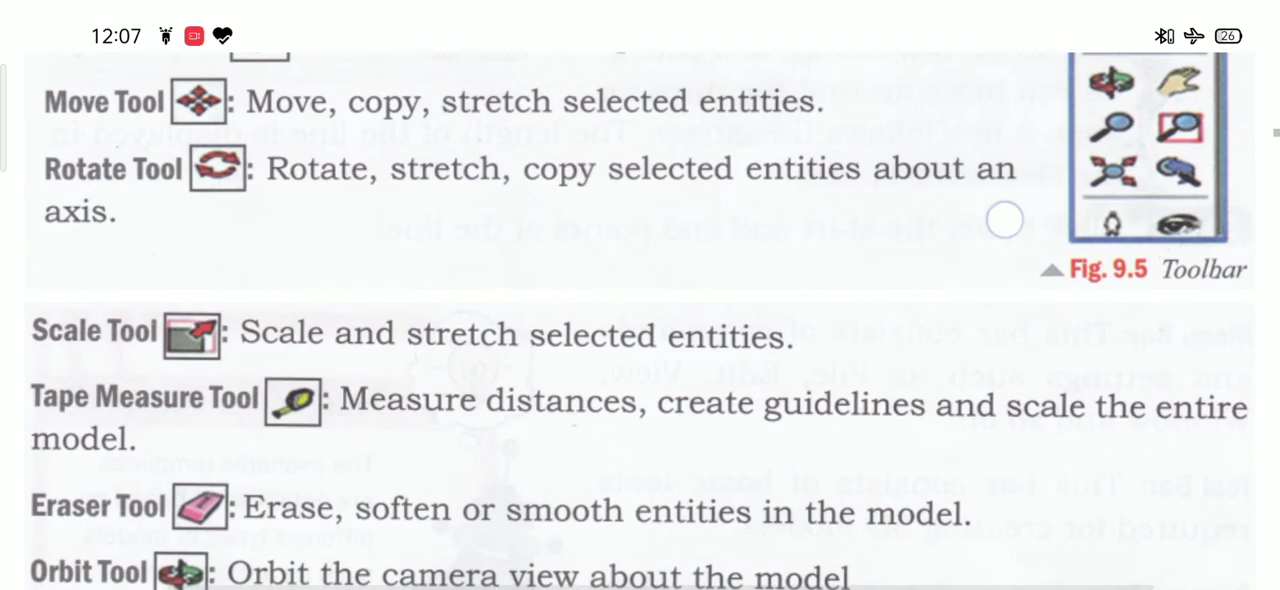 12:07
26
Move Tool : Move, copy, stretch selected entities.
Rotate Tool : Rotate, stretch, copy selected entities about an
axis.
Fig. 9.5 Toolbar
Scale Tool : Scale and stretch selected entities.
Tape Measure Tool : Measure distances, create guidelines and scale the entire
model.
Eraser Tool : Erase, soften or smooth entities in the model.
Orbit Tool : Orbit the camera view about the model